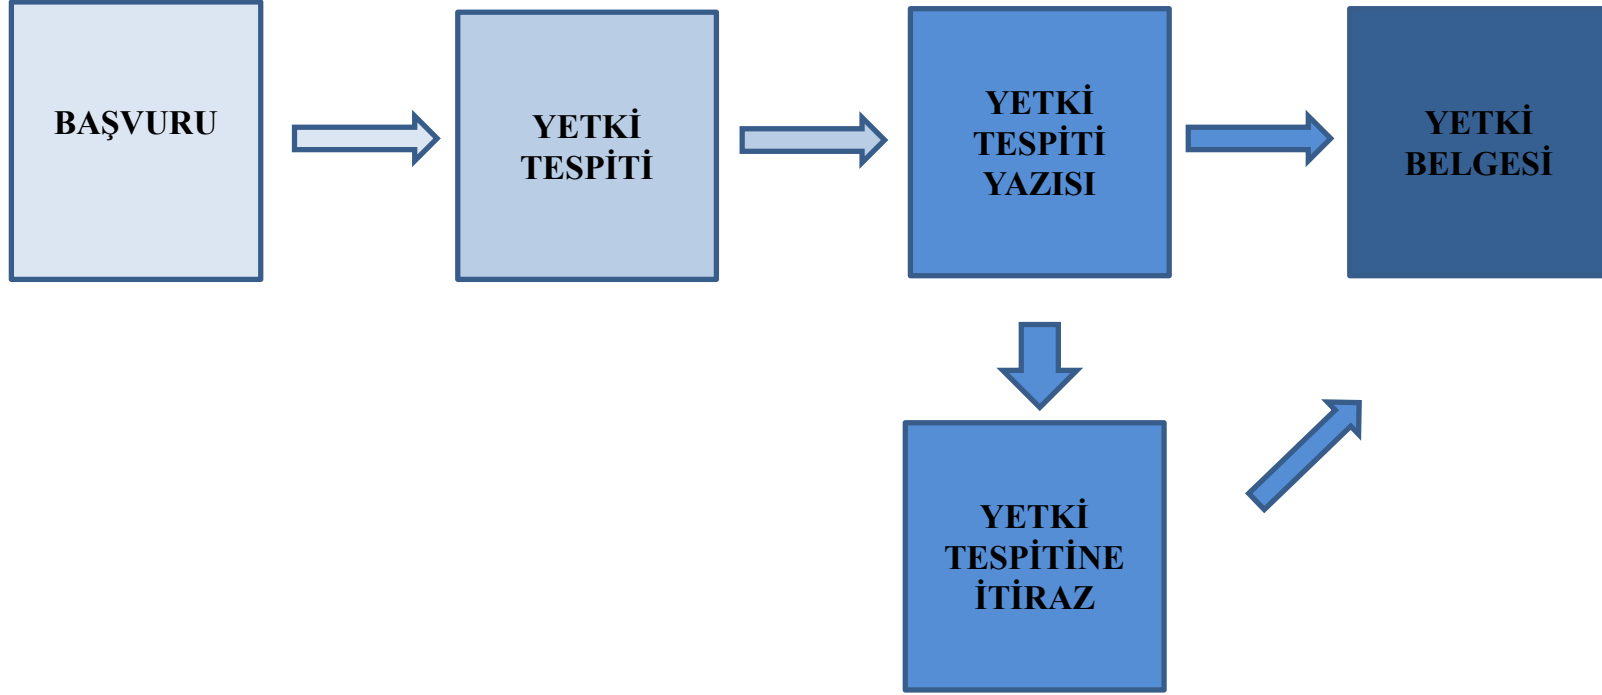 BAŞVURU
YETKİ
TESPİTİ
YETKİ
TESPİTİ
YAZISI
YETKİ
BELGESİ
YETKİ
TESPİTİNE
İTİRAZ